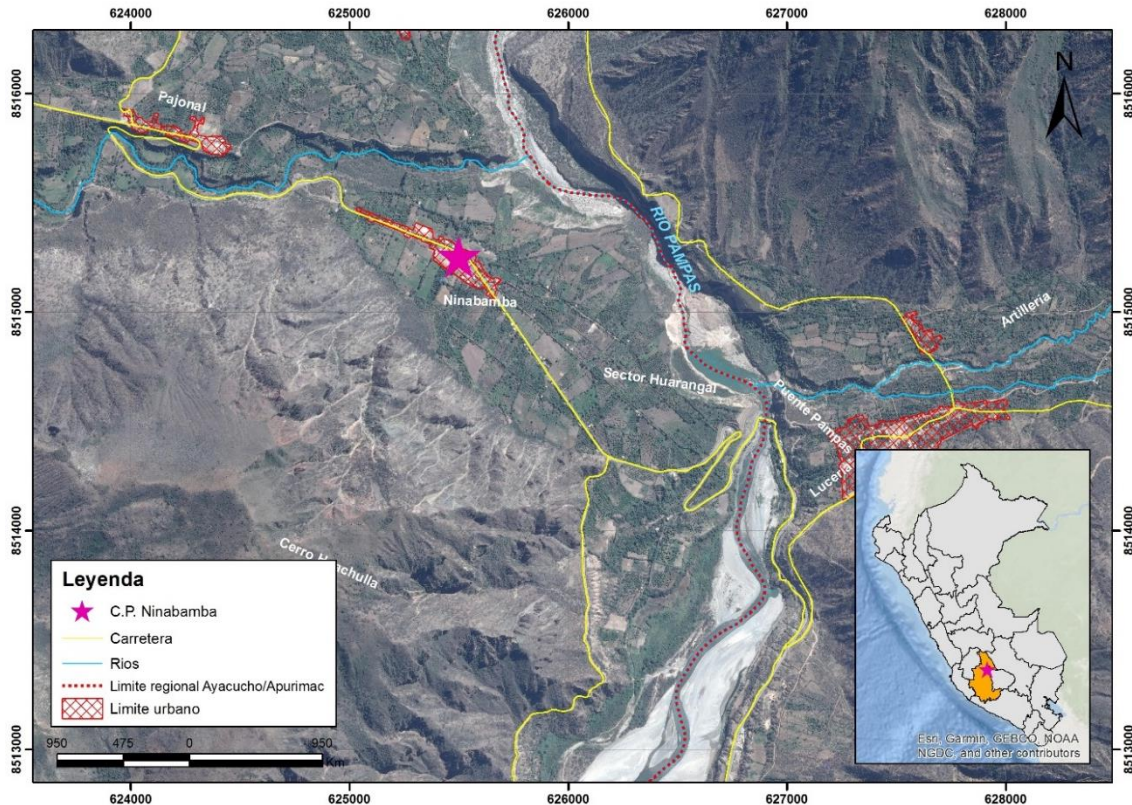 624000 625000 626000 627000 628000
8516000 8516000
N
Pajonal
RIO PAMPAS
8515000 8515000
Artilleria
Ninabamba
Sector Huarangal
Puente Pampas
Luceria
8514000 8514000
Cerro
Leyenda
C.P. Ninabamba
Carretera
Rios
Limite regional Ayacucho/Apurimac
Limite urbano
950 475 0 950
Km
8513000 8513000
Esri, Garmin, GEBCO, NOAA
NGDC, and other contributors
624000 625000 626000 627000 628000